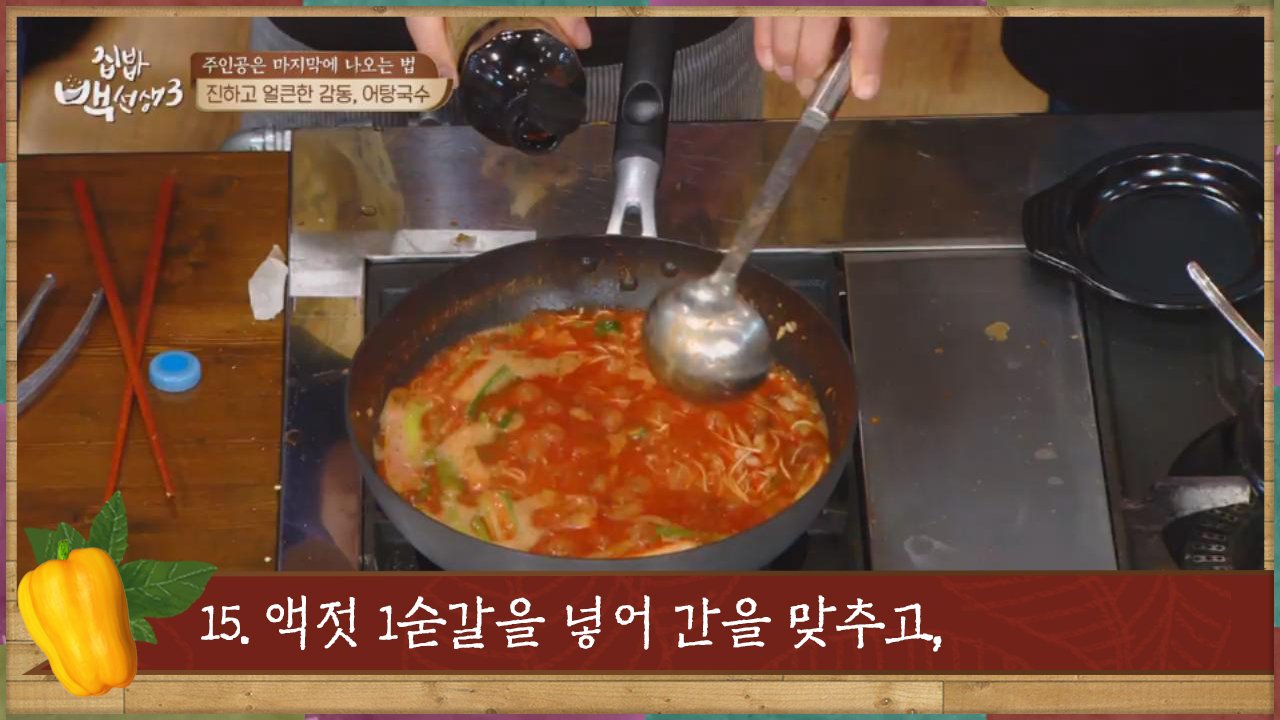 집밥
백선생3
주인공은 마지막에 나오는 법
진하고 얼큰한 감동, 어탕국수
15. 액젓 1숟갈을 넣어 간을 맞추고,